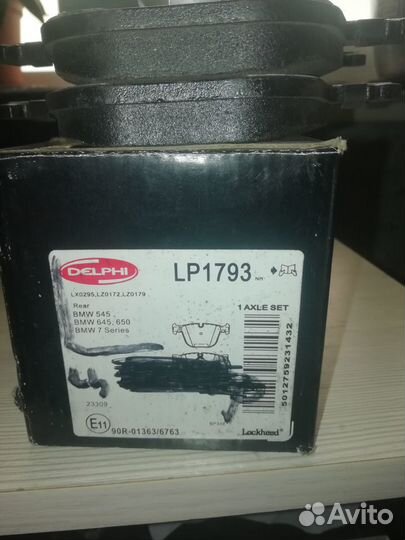 DELPHI
LP1793 NN
LX0295,LZ0172,LZ0179
1 AXLE SET
Rear
BMW 545
BMW 645, 650
BMW 7 Series
5012759231432
23309
E11
90R-01363/6763
Lockheed
Avito